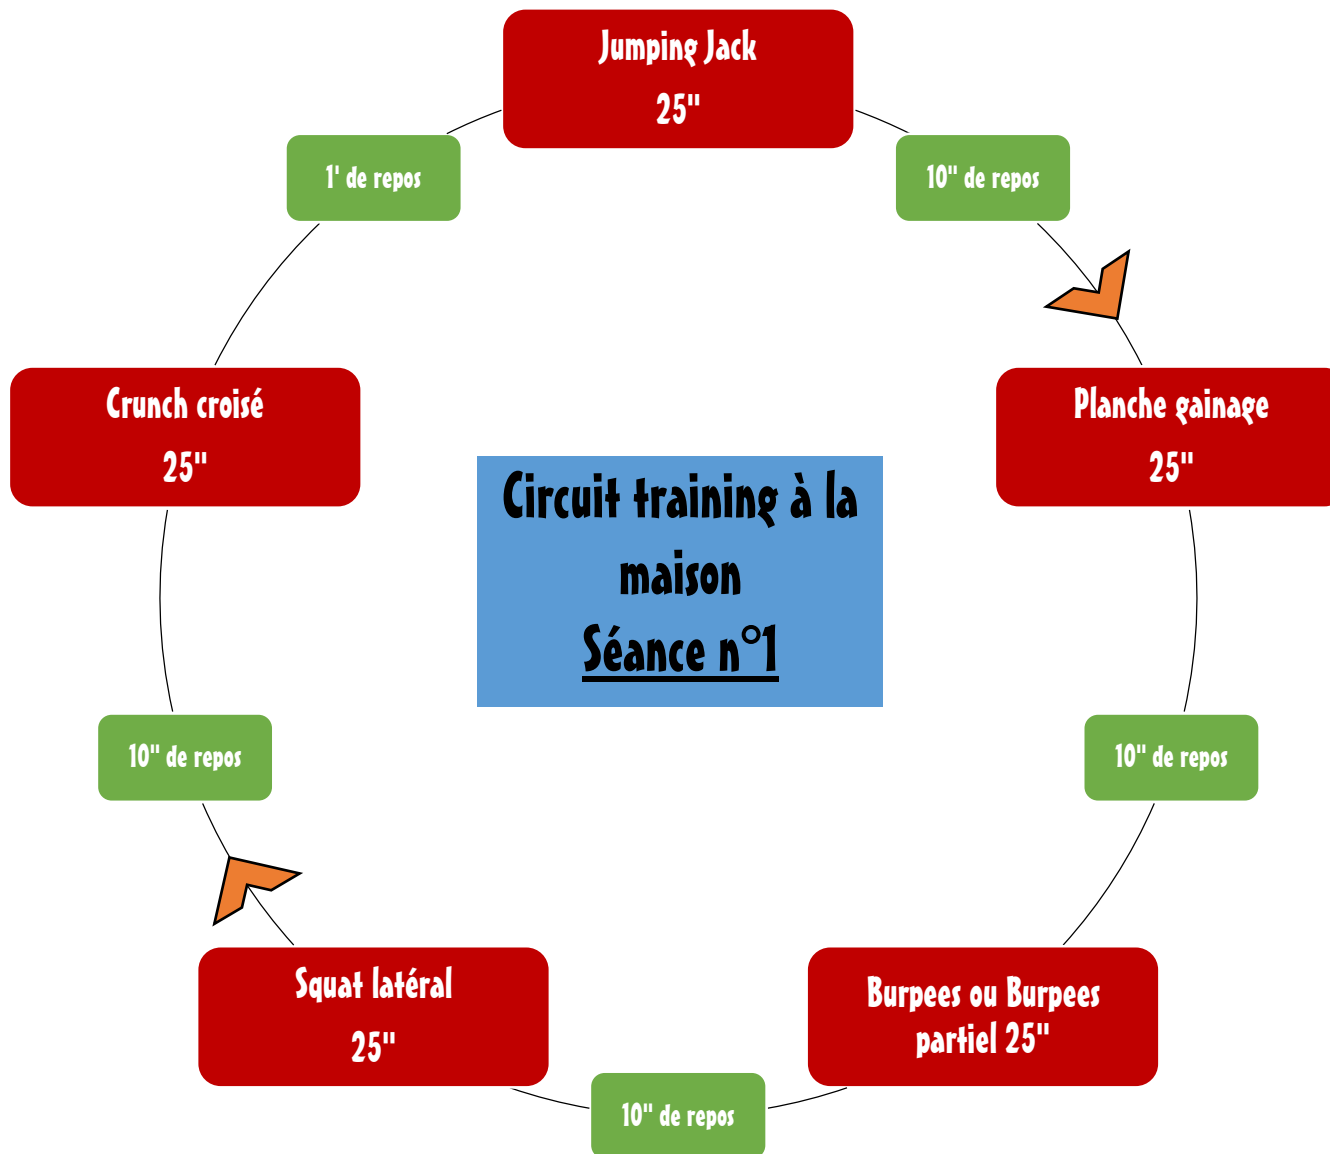 Jumping Jack
25"
10" de repos
Planche gainage
25"
10" de repos
Burpees ou Burpees
partiel 25"
10" de repos
Squat latéral
25"
10" de repos
Crunch croisé
25"
1' de repos
Circuit training à la
maison
Séance n°1